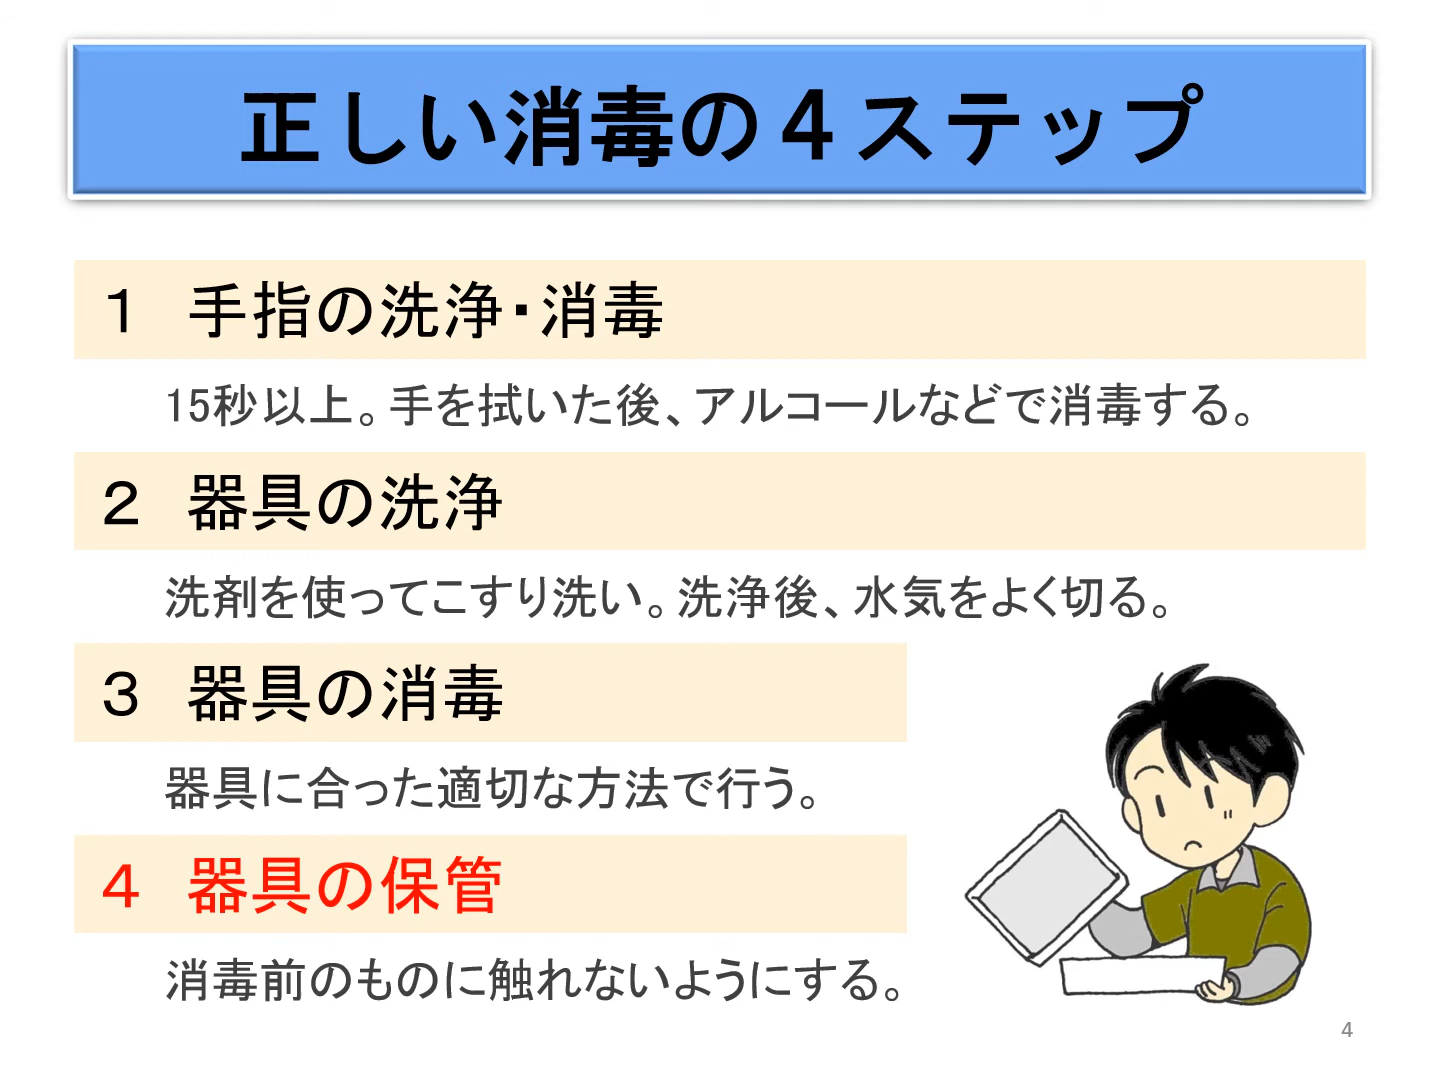 正しい消毒の４ステップ
１　手指の洗浄・消毒
15秒以上。手を拭いた後、アルコールなどで消毒する。
２　器具の洗浄
洗剤を使ってこすり洗い。洗浄後、水気をよく切る。
３　器具の消毒
器具に合った適切な方法で行う。
４　器具の保管
消毒前のものに触れないようにする。
4